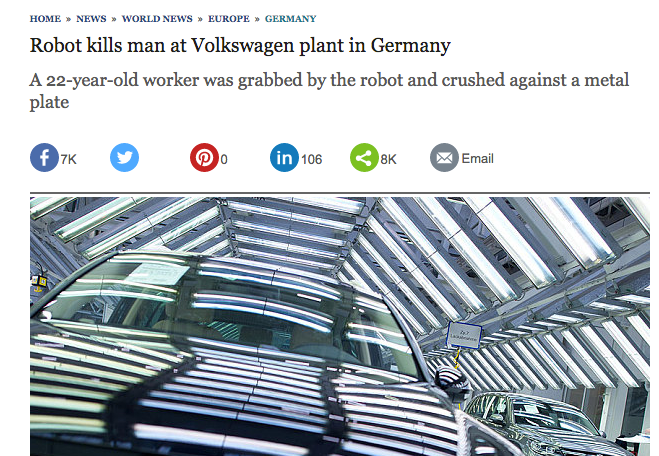 HOME » NEWS » WORLD NEWS » EUROPE » GERMANY
Robot kills man at Volkswagen plant in Germany
A 22-year-old worker was grabbed by the robot and crushed against a metal
plate
7K 0 in 106 8K Email